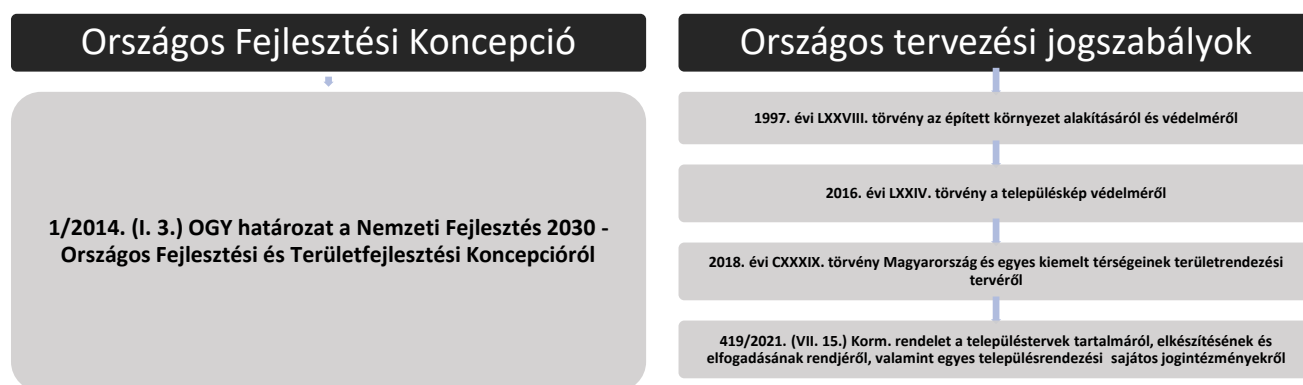 Országos Fejlesztési Koncepció
1/2014. (I. 3.) OGY határozat a Nemzeti Fejlesztés 2030 -
Országos Fejlesztési és Területfejlesztési Koncepcióról
Országos tervezési jogszabályok
1997. évi LXXVIII. törvény az épített környezet alakításáról és védelméről
2016. évi LXXIV. törvény a településkép védelméről
2018. évi CXXXIX. törvény Magyarország és egyes kiemelt térségeinek területrendezési
tervéről
419/2021. (VII. 15.) Korm. rendelet a településtervek tartalmáról, elkészítésének és
elfogadásának rendjéről, valamint egyes településrendezési sajátos jogintézményekről